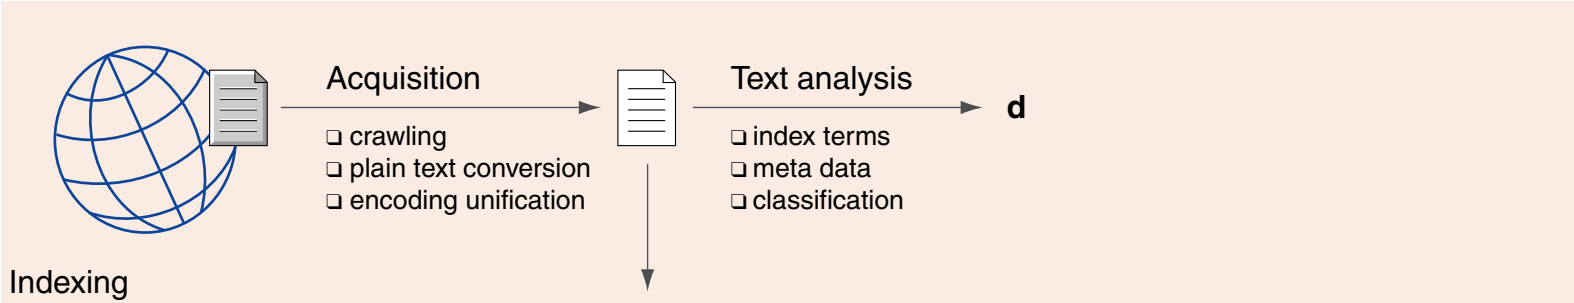 Acquisition
❑ crawling
❑ plain text conversion
❑ encoding unification
Text analysis
❑ index terms
❑ meta data
❑ classification
d
Indexing